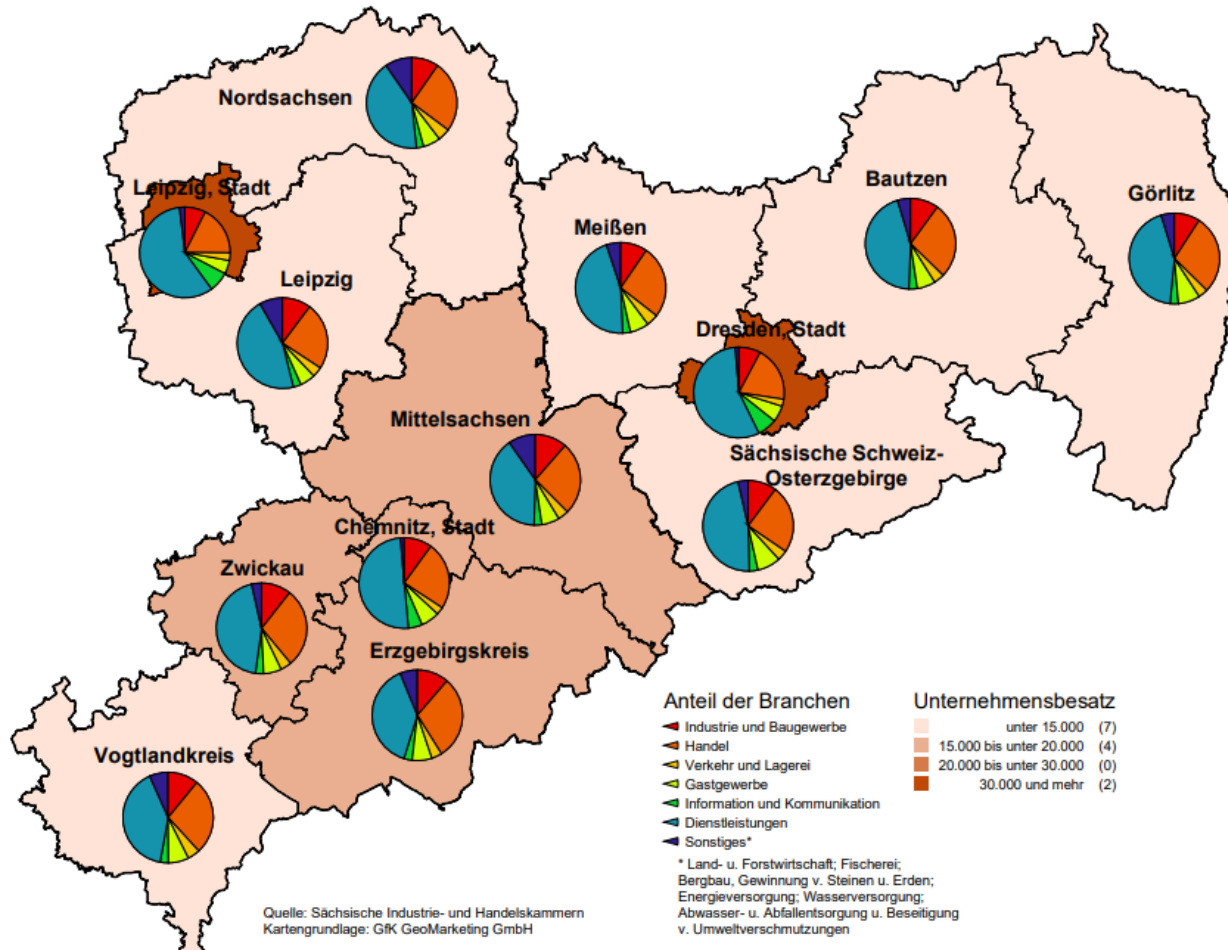 Nordsachsen
Leipzig, Stadt
Leipzig
Meißen
Bautzen
Görlitz
Dresden, Stadt
Mittelsachsen
Sächsische Schweiz-
Osterzgebirge
Chemnitz, Stadt
Zwickau
Erzgebirgskreis
Vogtlandkreis
Anteil der Branchen
Industrie und Baugewerbe
Handel
Verkehr und Lagerei
Gastgewerbe
Information und Kommunikation
Dienstleistungen
Sonstiges*
* Land- u. Forstwirtschaft; Fischerei;
Bergbau, Gewinnung v. Steinen u. Erden;
Energieversorgung; Wasserversorgung;
Abwasser- u. Abfallentsorgung u. Beseitigung
v. Umweltverschmutzungen
Unternehmensbesatz
unter 15.000 (7)
15.000 bis unter 20.000 (4)
20.000 bis unter 30.000 (0)
30.000 und mehr (2)
Quelle: Sächsische Industrie- und Handelskammern
Kartengrundlage: GfK GeoMarketing GmbH